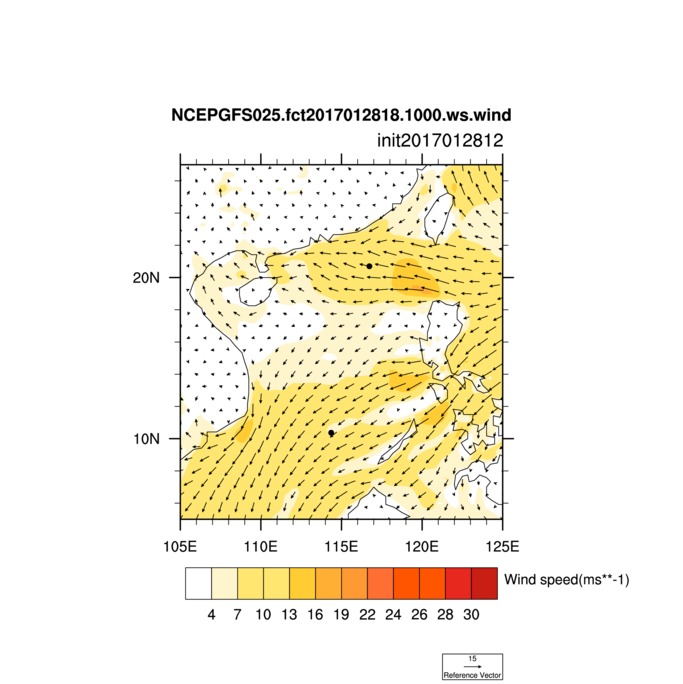 NCEPGFS025.fct2017012818.1000.ws.wind
init2017012812
20N
10N
105E 110E 115E 120E 125E
Wind speed(ms**-1)
4 7 10 13 16 19 22 24 26 28 30
15
Reference Vector